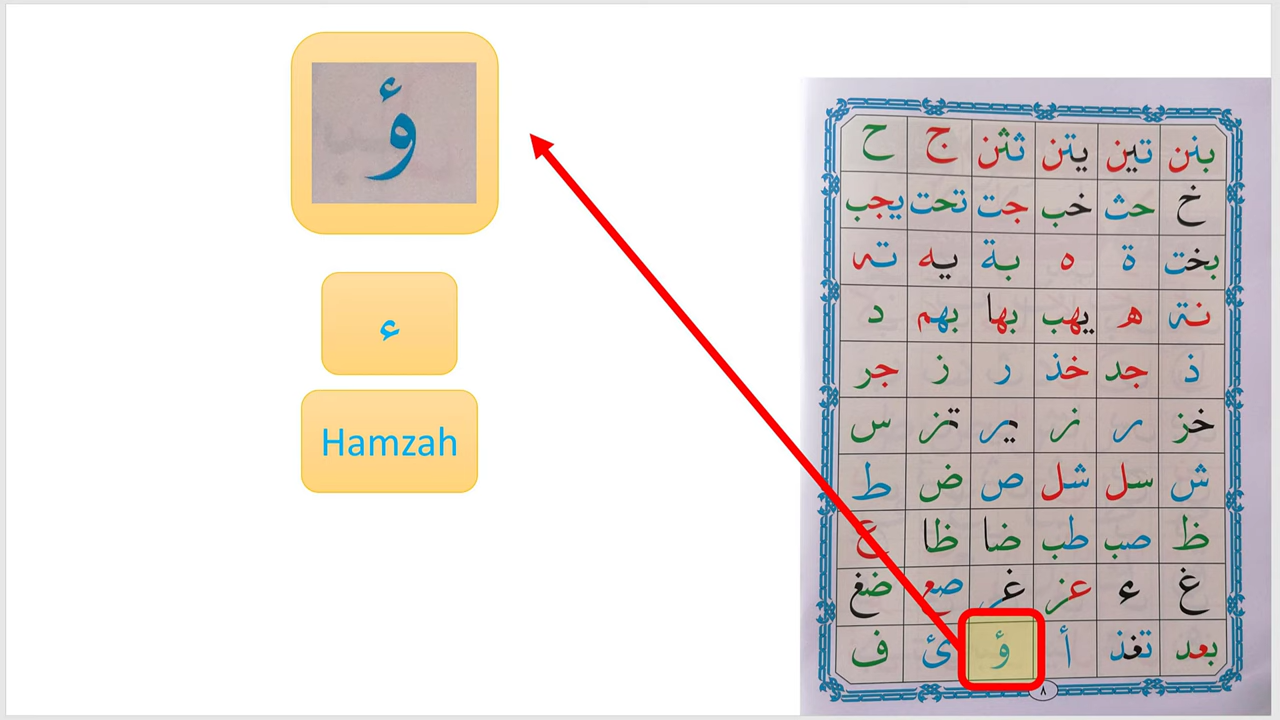 ؤ
ء
Hamzah
بنن تين يتن ثثن ج ح
خ حث خب جت تحت يجب
بخت ة ه بة يه ته
نة ه يهب بها بهم د
ذ جد خذ ر ز جر
خز ر ز ير تز س
ش سل شل ص ض ط
ظ صب طب ضا ظا ع
غ ء عز غر صع ضغ
بعد تغذ أ ؤ ئ ف
٨